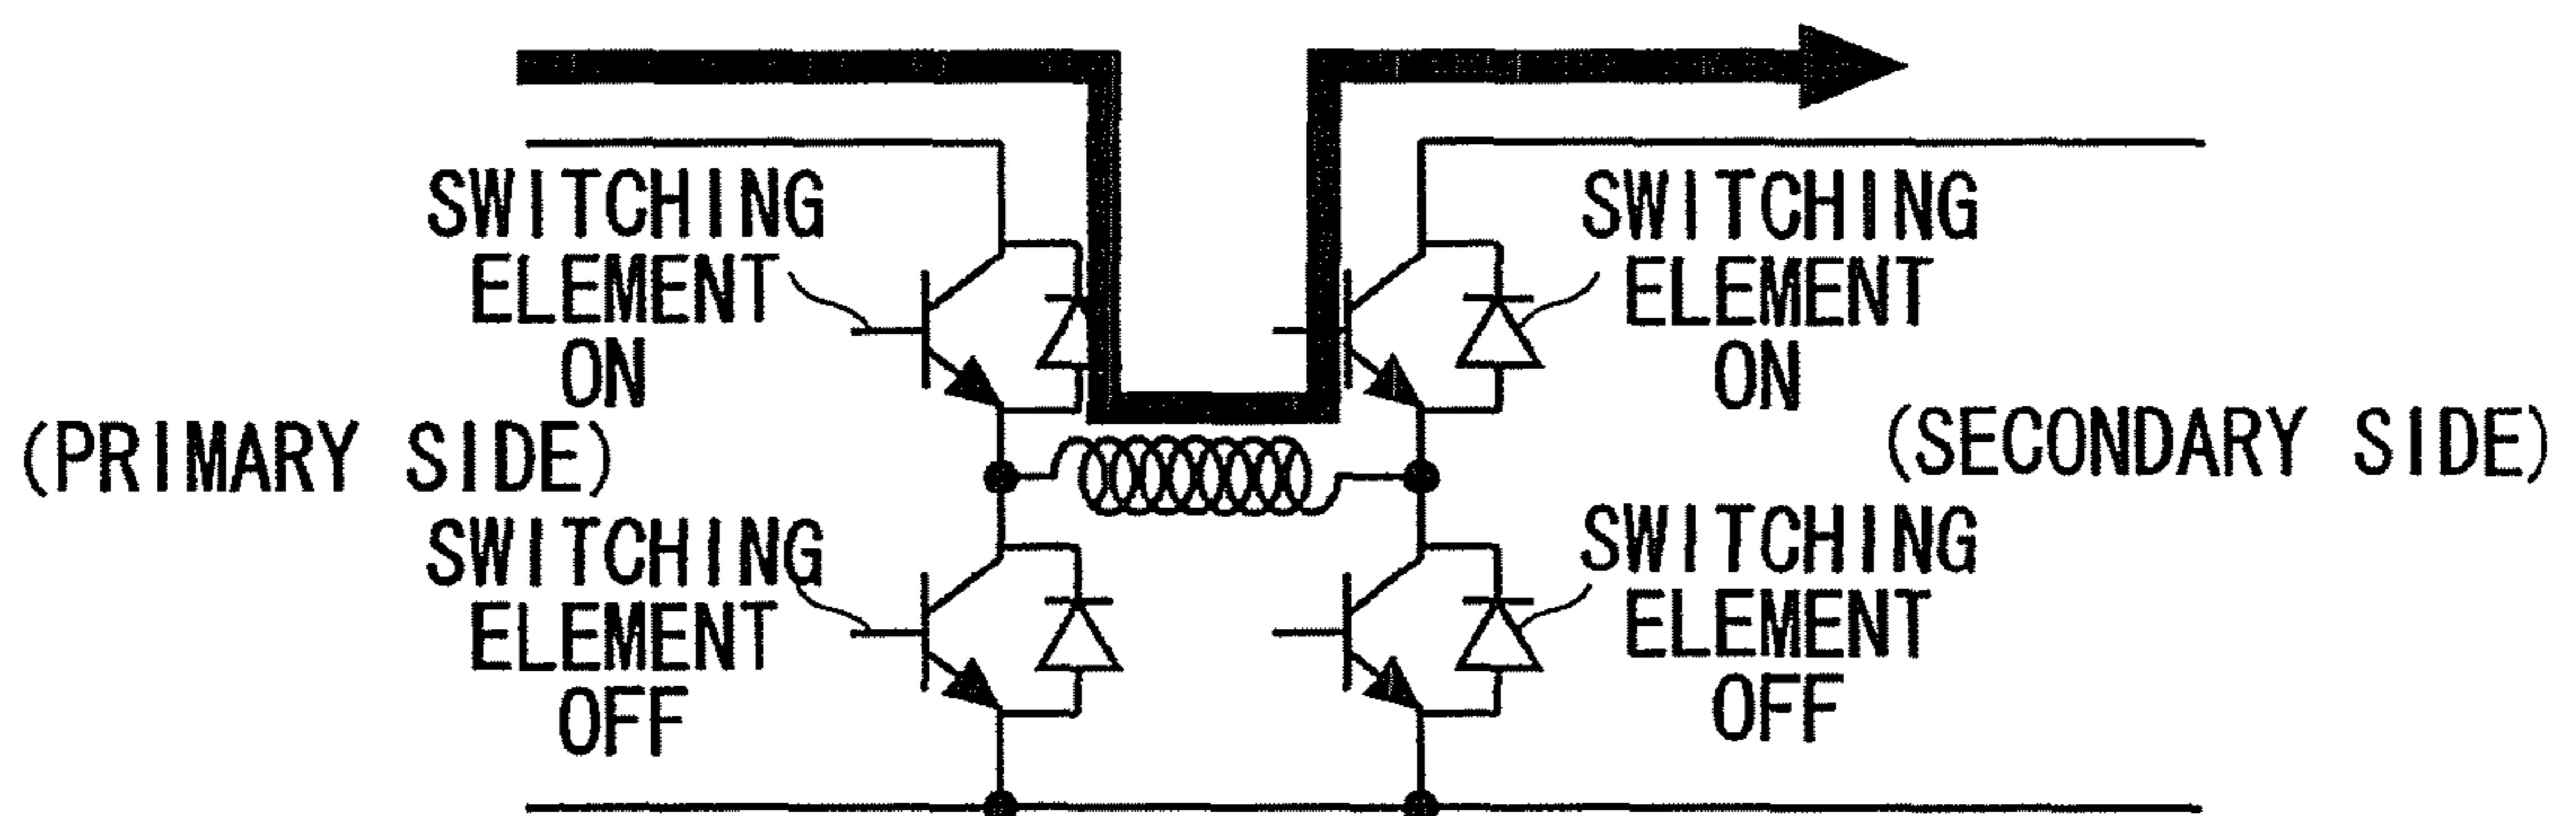 SWITCHING
ELEMENT
ON
SWITCHING
ELEMENT
ON
(PRIMARY SIDE)
(SECONDARY SIDE)
SWITCHING
ELEMENT
OFF
SWITCHING
ELEMENT
OFF